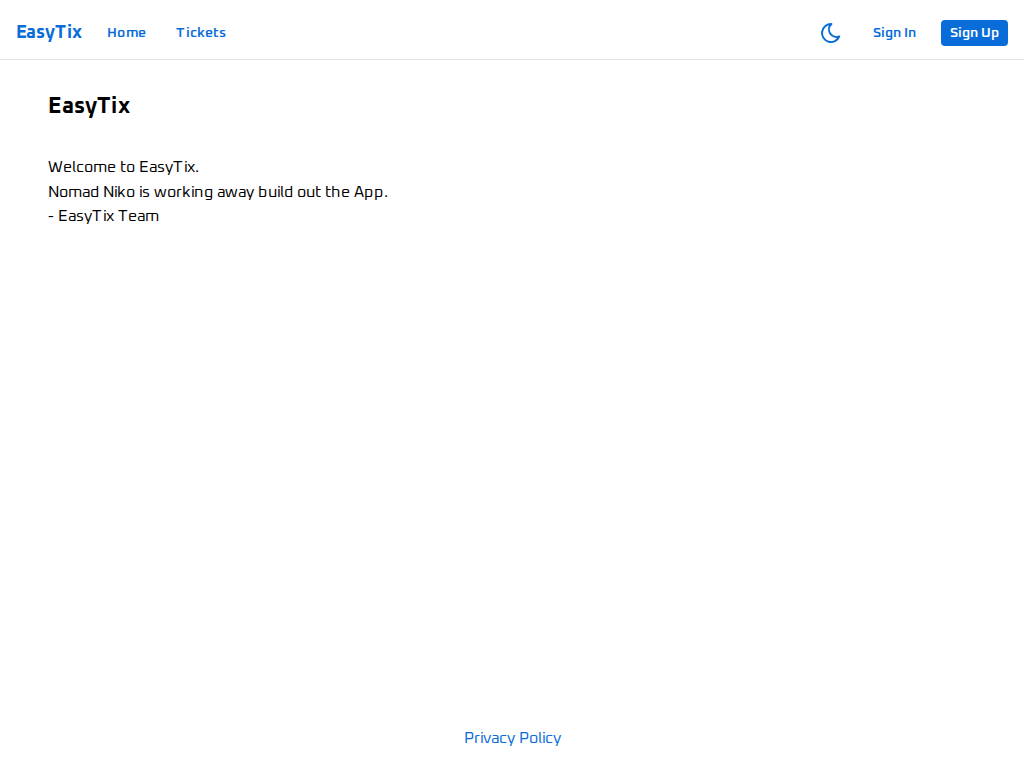 EasyTix Home Tickets Sign In Sign Up
EasyTix
Welcome to EasyTix.
Nomad Niko is working away build out the App.
- EasyTix Team
Privacy Policy